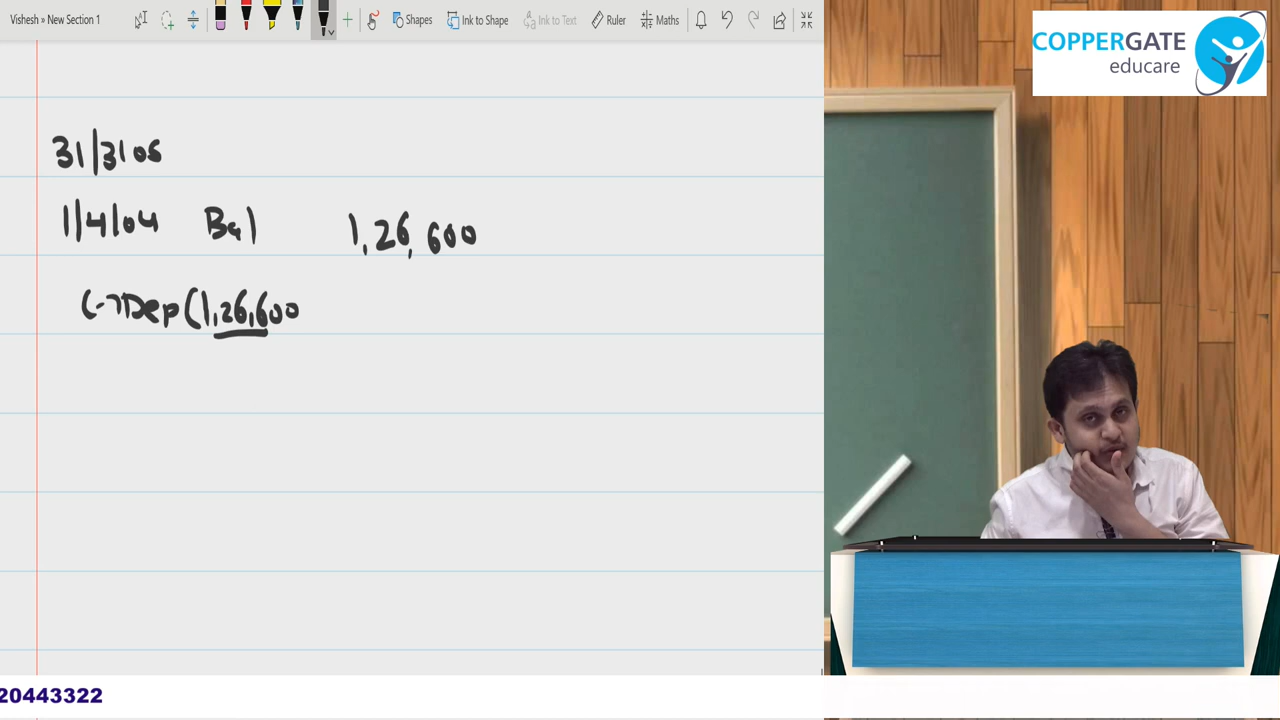 Vishesh » New Section 1
Shapes
Ink to Shape
Ink to Text
Ruler
Maths
COPPERGATE
educare
31/3/05
1/4/04 Bal 1,26,600
(-)Dep(1,26,600
20443322